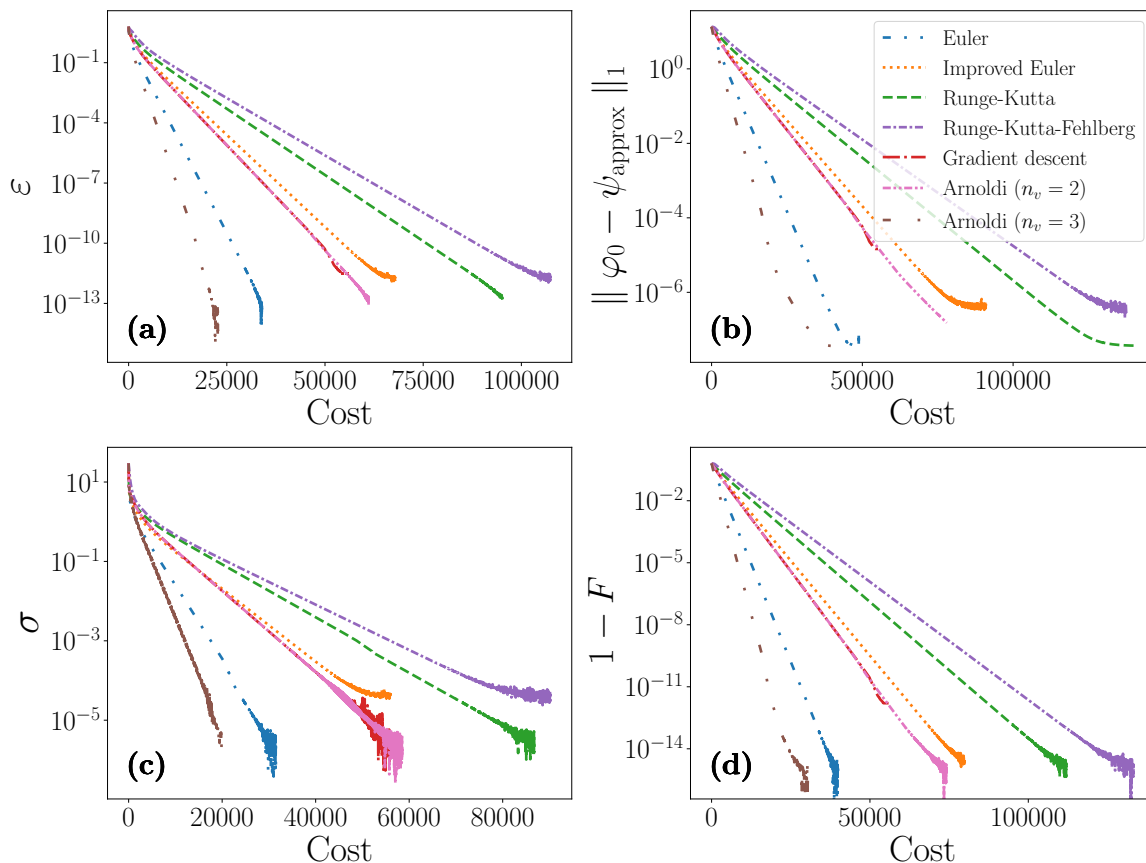 10^{-1}
10^{-4}
10^{-7}
10^{-10}
10^{-13}
ε
(a)
0 25000 50000 75000 100000
Cost
10^{0}
10^{-2}
10^{-4}
10^{-6}
‖ φ_0 − ψ_approx ‖_1
Euler
Improved Euler
Runge-Kutta
Runge-Kutta-Fehlberg
Gradient descent
Arnoldi (n_v = 2)
Arnoldi (n_v = 3)
(b)
0 50000 100000
Cost
10^{1}
10^{-1}
10^{-3}
10^{-5}
σ
(c)
0 20000 40000 60000 80000
Cost
10^{-2}
10^{-5}
10^{-8}
10^{-11}
10^{-14}
1 − F
(d)
0 50000 100000
Cost